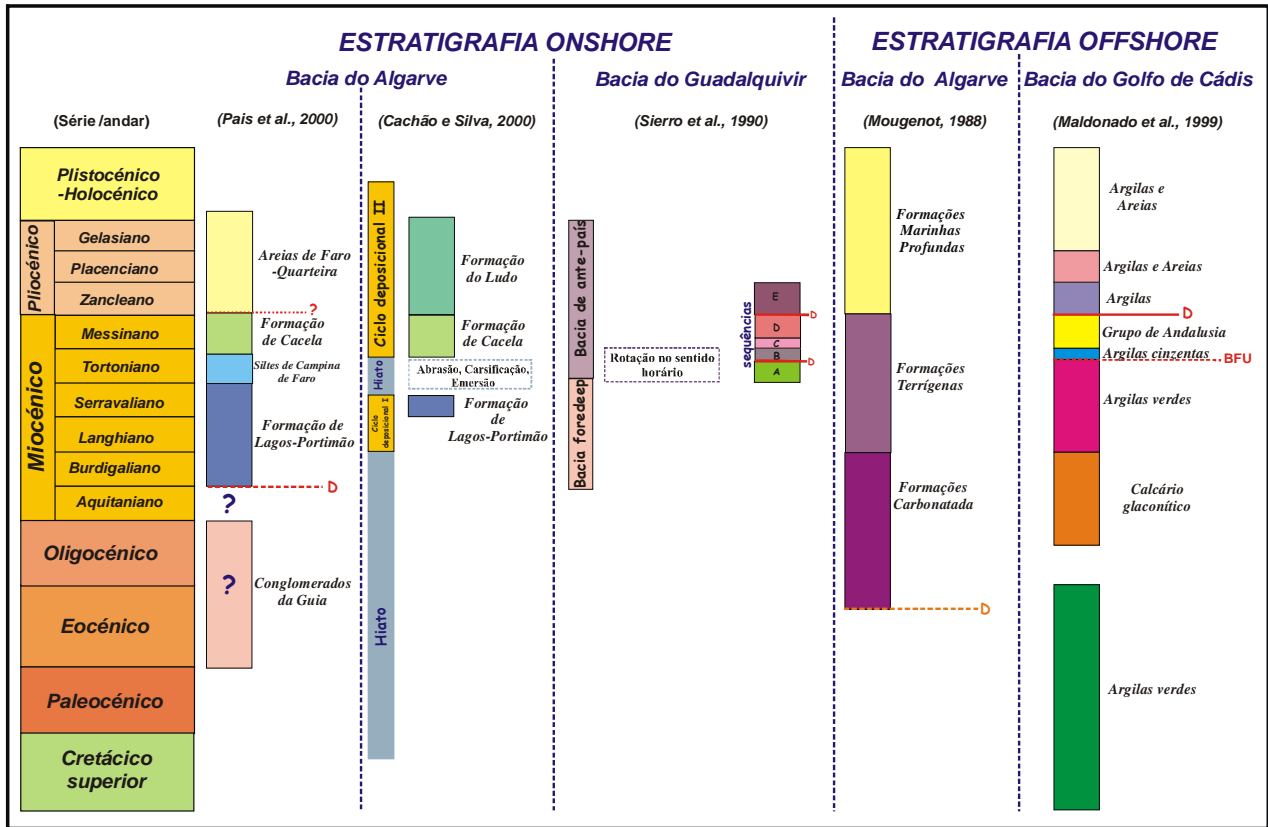 ESTRATIGRAFIA ONSHORE
ESTRATIGRAFIA OFFSHORE
Bacia do Algarve
Bacia do Guadalquivir
Bacia do Algarve
Bacia do Golfo de Cádis
(Série /andar)
(Pais et al., 2000)
(Cachão e Silva, 2000)
(Sierro et al., 1990)
(Mougenot, 1988)
(Maldonado et al., 1999)
Plistocénico
-Holocénico
Pliocénico
Gelasiano
Placenciano
Zancleano
Miocénico
Messinano
Tortoniano
Serravaliano
Langhiano
Burdigaliano
Aquitaniano
Oligocénico
Eocénico
Paleocénico
Cretácico
superior
Areias de Faro
-Quarteira
?
Formação
de Cacela
Siltes de Campina
de Faro
Formação de
Lagos-Portimão
D
?
?
Conglomerados
da Guia
Ciclo deposicional II
Hiato
Ciclo
deposicional I
Hiato
Formação
do Ludo
Formação
de Cacela
Abrasão, Carsificação,
Emersão
Formação
de
Lagos-Portimão
Bacia de ante-país
Bacia foredeep
Rotação no sentido
horário
sequências
E
D
D
C
B
D
A
Formações
Marinhas
Profundas
Formações
Terrígenas
Formações
Carbonatada
D
Argilas e
Areias
Argilas e Areias
Argilas
D
Grupo de Andalusia
Argilas cinzentas
BFU
Argilas verdes
Calcário
glaconítico
Argilas verdes